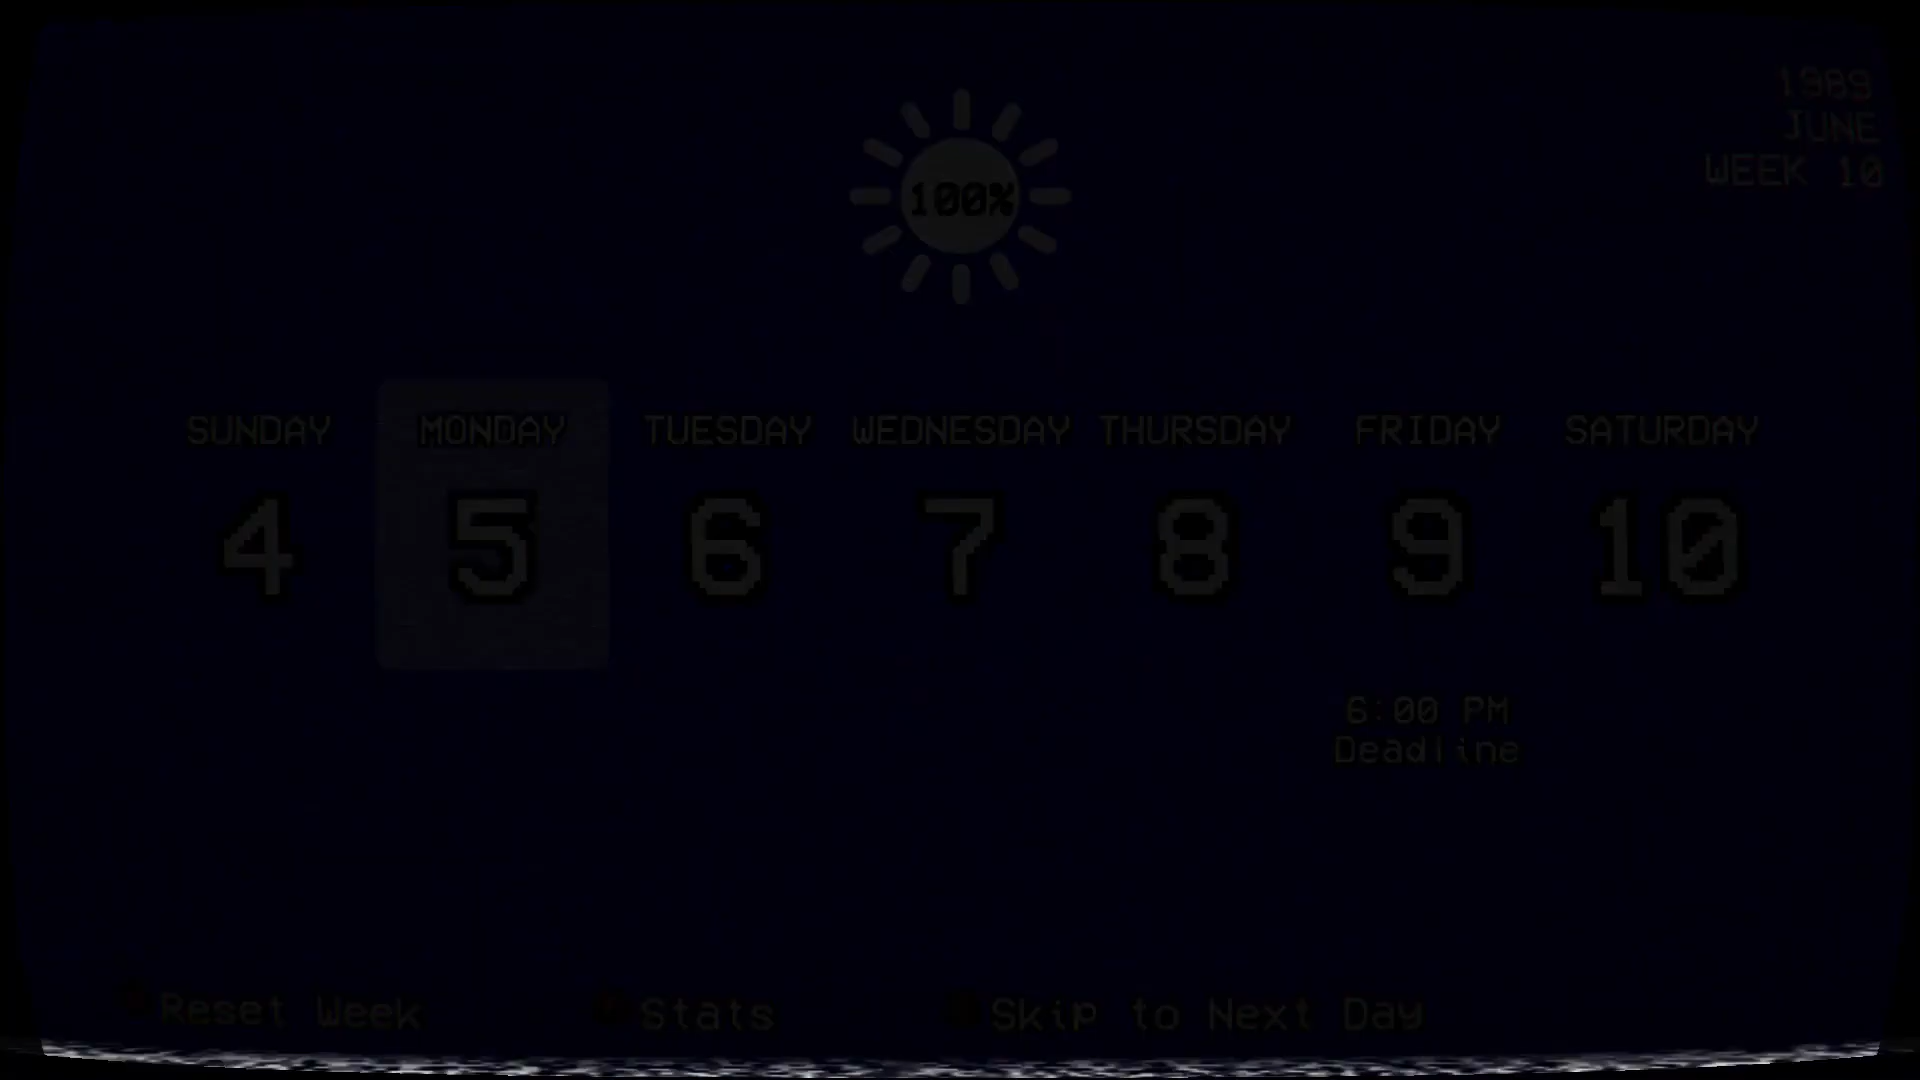 1989
JUNE
WEEK 10
100%
SUNDAY MONDAY TUESDAY WEDNESDAY THURSDAY FRIDAY SATURDAY
4 5 6 7 8 9 10
6:00 PM
Deadline
Reset Week Stats Skip to Next Day